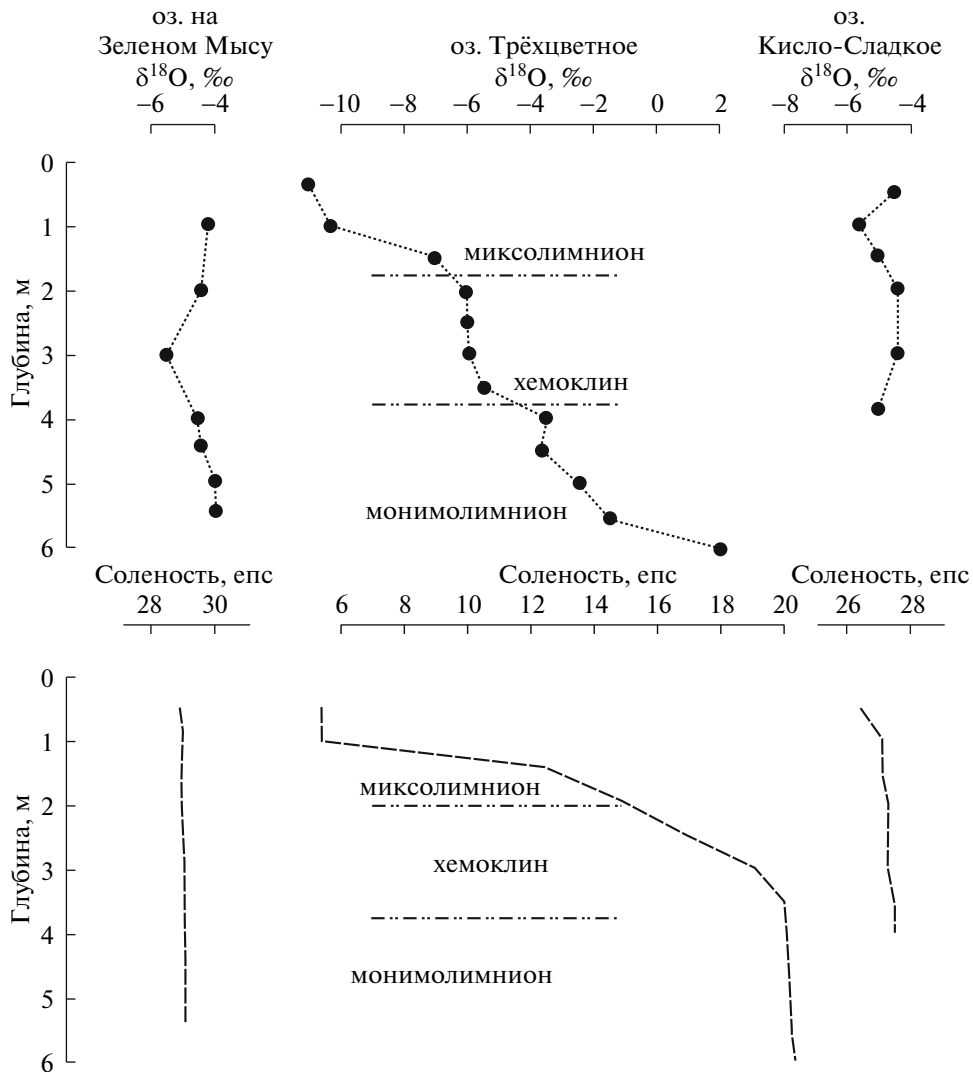 оз. на
Зеленом Мысу
δ¹⁸O, ‰
−6 −4
оз. Трёхцветное
δ¹⁸O, ‰
−10 −8 −6 −4 −2 0 2
оз.
Кисло-Сладкое
δ¹⁸O, ‰
−8 −6 −4
Глубина, м
0
1
2
3
4
5
6
миксолимнион
хемоклин
монимолимнион
Соленость, епс
28 30
Соленость, епс
6 8 10 12 14 16 18 20
Соленость, епс
26 28
Глубина, м
0
1
2
3
4
5
6
миксолимнион
хемоклин
монимолимнион